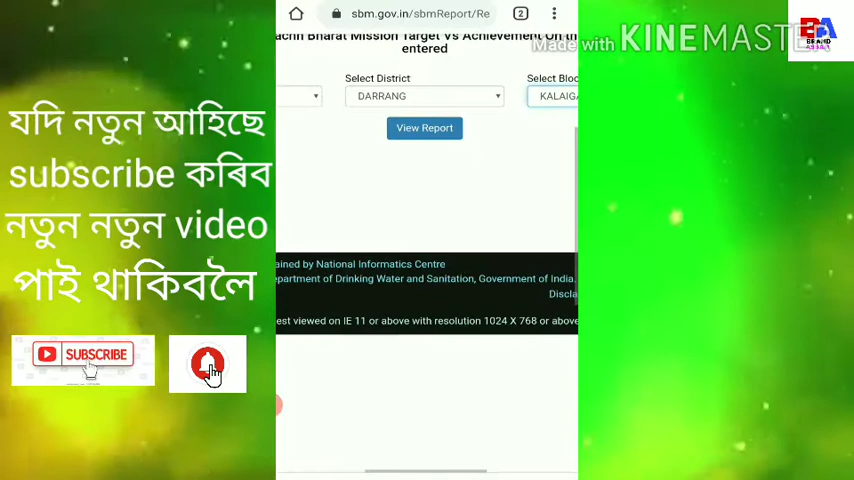 যদি নতুন আহিছে
subscribe কৰিব
নতুন নতুন video
পাই থাকিবলৈ
SUBSCRIBE
sbm.gov.in/sbmReport/Re
2
Bharat Mission Target Vs Achievement On th
entered
Select District
Select Bloc
DARRANG
KALAIGA
View Report
ained by National Informatics Centre
epartment of Drinking Water and Sanitation, Government of India,
Discla
est viewed on IE 11 or above with resolution 1024 X 768 or above
Made with KINEMASTER
BA
BRAND